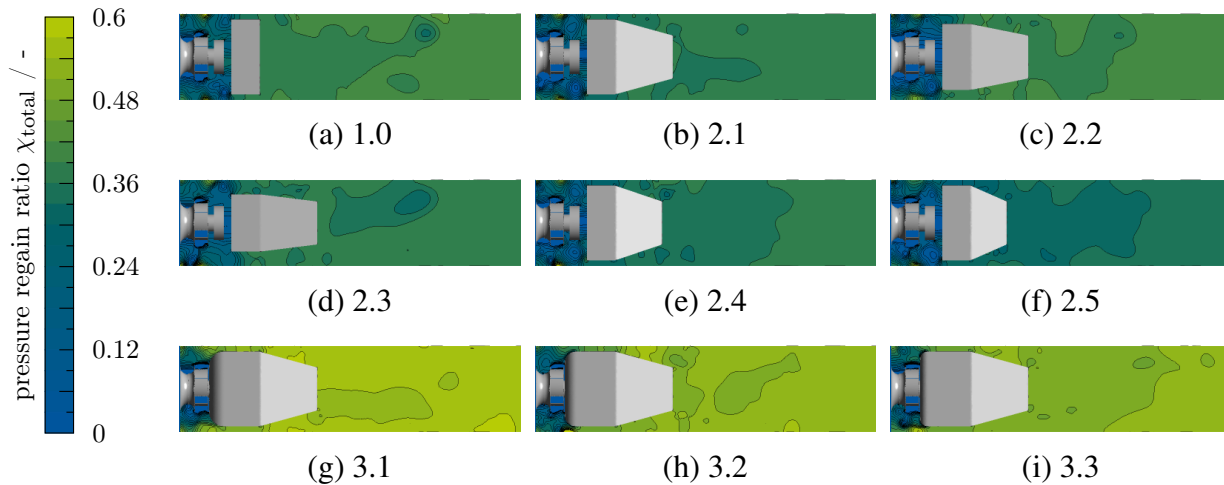 pressure regain ratio χtotal / -
0.6
0.48
0.36
0.24
0.12
0
(a) 1.0
(b) 2.1
(c) 2.2
(d) 2.3
(e) 2.4
(f) 2.5
(g) 3.1
(h) 3.2
(i) 3.3